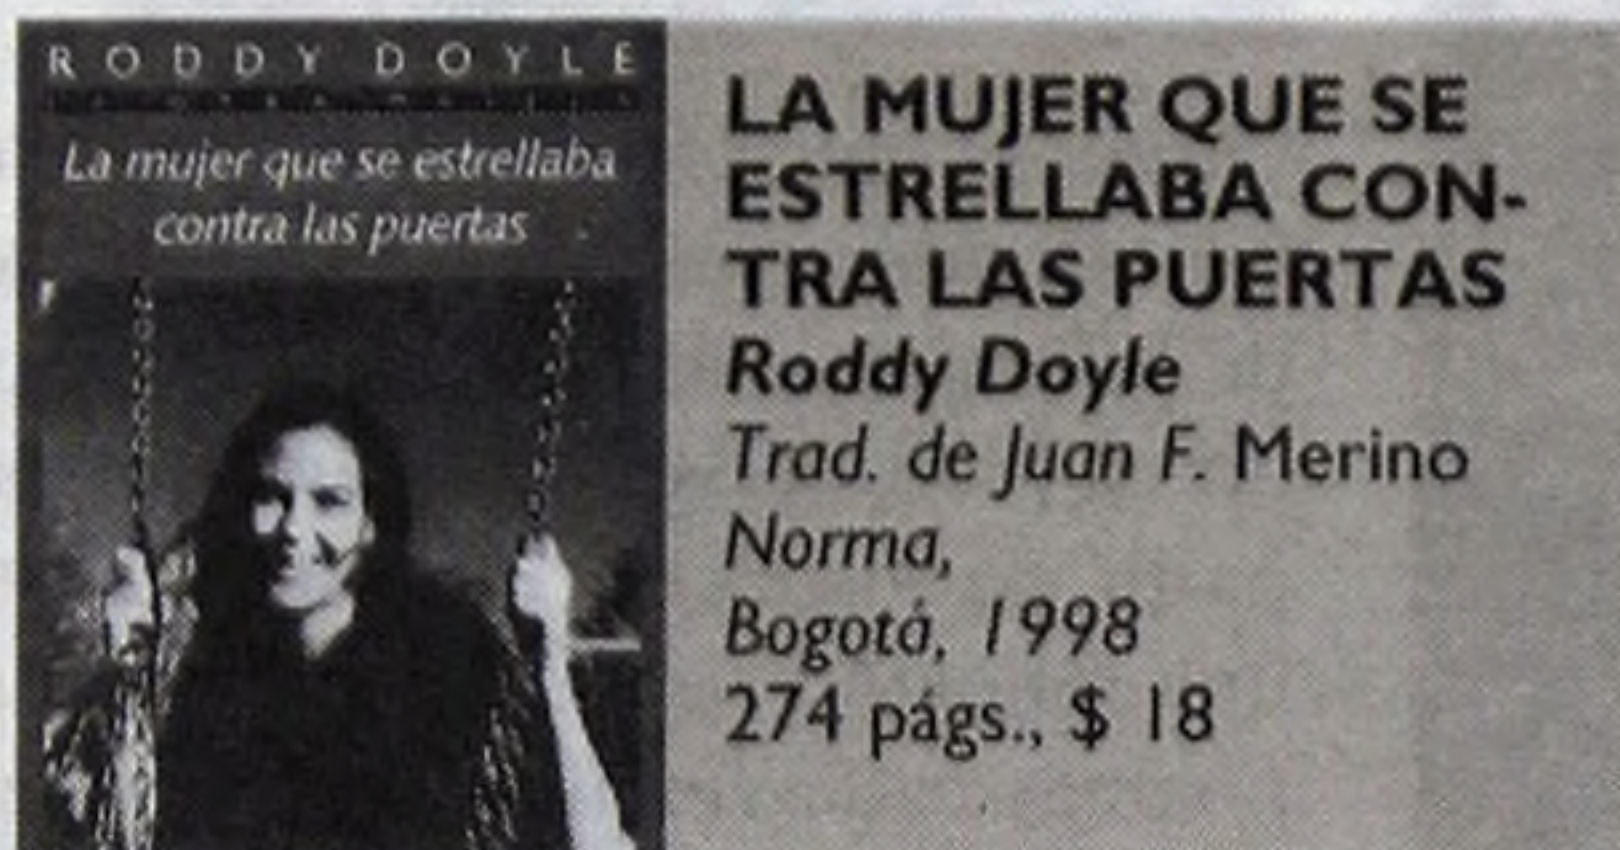 RODDY DOYLE
La mujer que se estrellaba
contra las puertas
LA MUJER QUE SE
ESTRELLABA CON-
TRA LAS PUERTAS
Roddy Doyle
Trad. de Juan F. Merino
Norma,
Bogotá, 1998
274 págs., $ 18